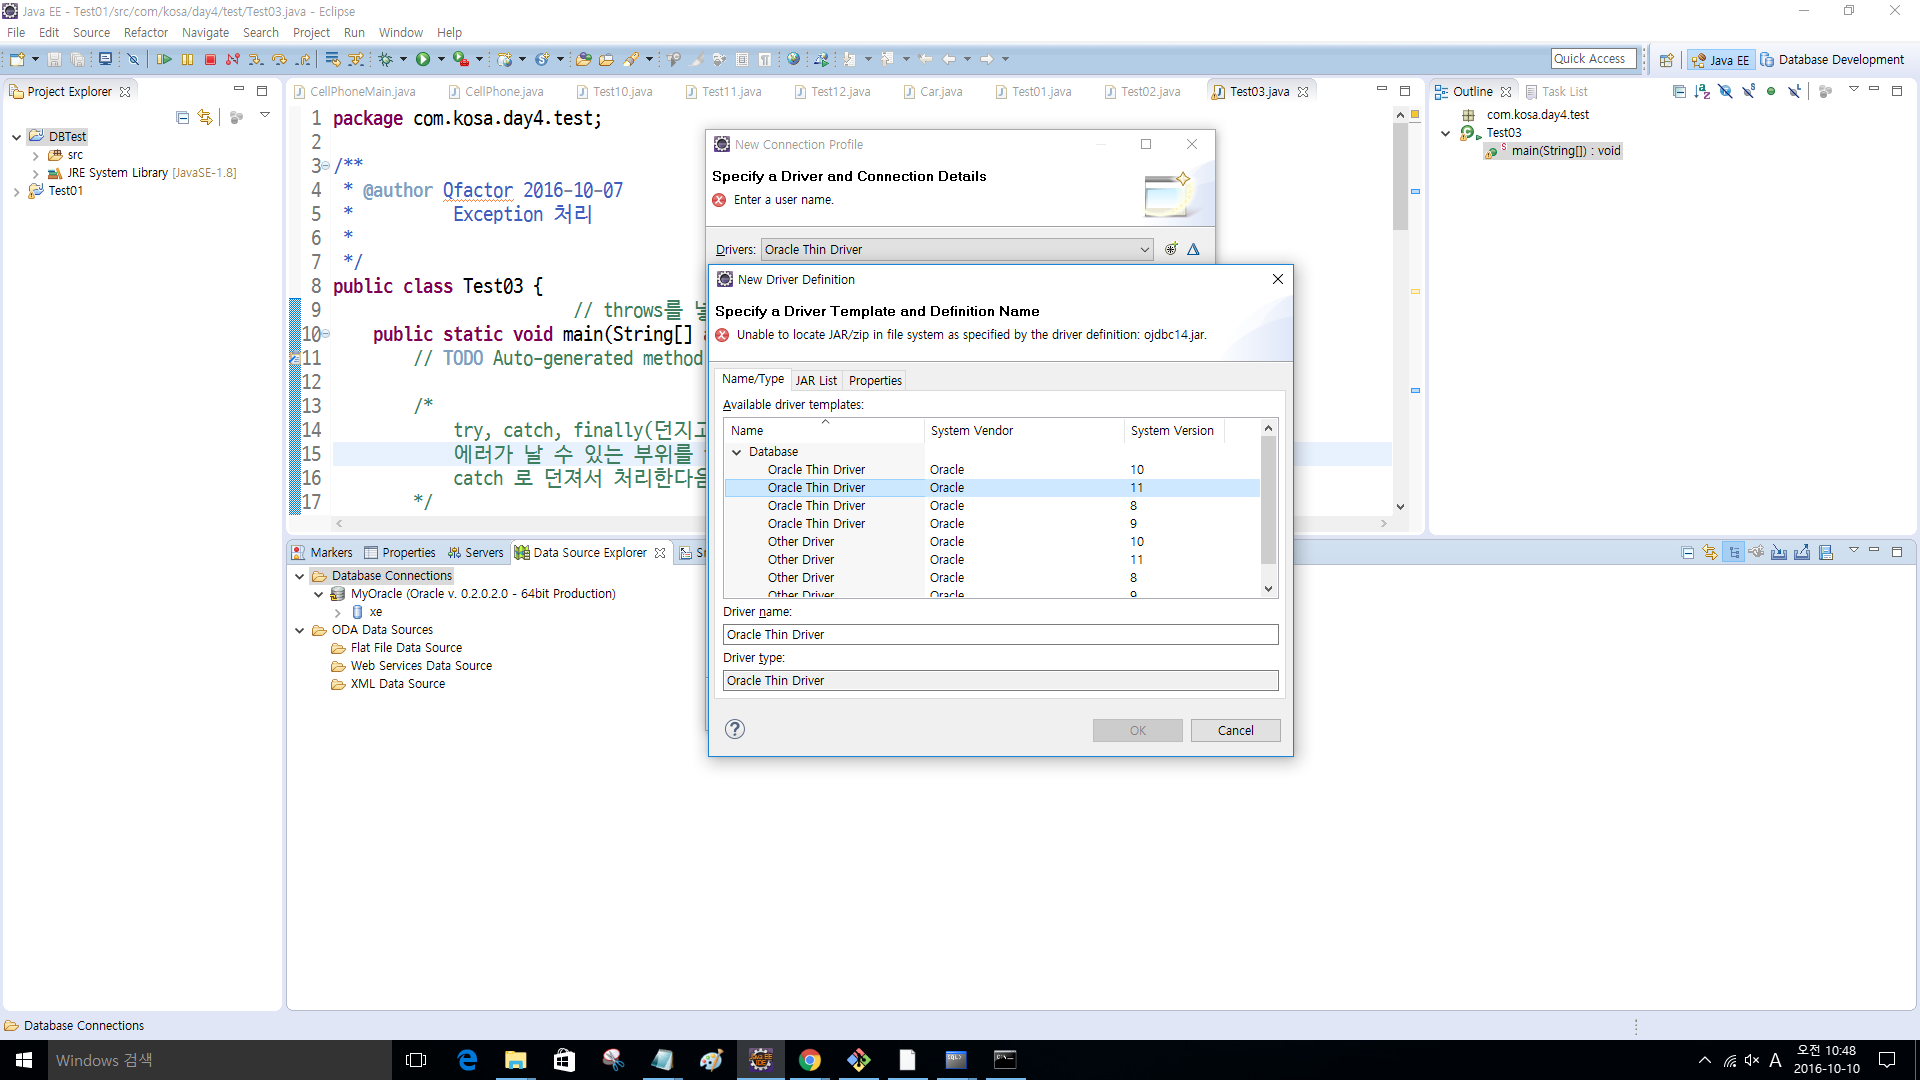 Java EE - Test01/src/com/kosa/day4/test/Test03.java - Eclipse
File Edit Source Refactor Navigate Search Project Run Window Help
Quick Access
Java EE
Database Development
Project Explorer
DBTest
src
JRE System Library [JavaSE-1.8]
Test01
CellPhoneMain.java CellPhone.java Test10.java Test11.java Test12.java Car.java Test01.java Test02.java Test03.java
1 package com.kosa.day4.test;
2
3 /**
4 * @author Qfactor 2016-10-07
5 * Exception 처리
6 *
7 */
8 public class Test03 {
9 // throws를
10 public static void main(String[]
11 // TODO Auto-generated method
12
13 /*
14 try, catch, finally(던지고
15 에러가 날 수 있는 부위를
16 catch 로 던져서 처리한다음
17 */
Outline
Task List
com.kosa.day4.test
Test03
main(String[]) : void
New Connection Profile
Specify a Driver and Connection Details
Enter a user name.
Drivers: Oracle Thin Driver
New Driver Definition
Specify a Driver Template and Definition Name
Unable to locate JAR/zip in file system as specified by the driver definition: ojdbc14.jar.
Name/Type JAR List Properties
Available driver templates:
Name System Vendor System Version
Database
Oracle Thin Driver Oracle 10
Oracle Thin Driver Oracle 11
Oracle Thin Driver Oracle 8
Oracle Thin Driver Oracle 9
Other Driver Oracle 10
Other Driver Oracle 11
Other Driver Oracle 8
Other Driver Oracle 9
Driver name:
Oracle Thin Driver
Driver type:
Oracle Thin Driver
OK Cancel
Markers Properties Servers Data Source Explorer
Database Connections
MyOracle (Oracle v. 0.2.0.2.0 - 64bit Production)
xe
ODA Data Sources
Flat File Data Source
Web Services Data Source
XML Data Source
Database Connections
Windows 검색
A
오전 10:48
2016-10-10